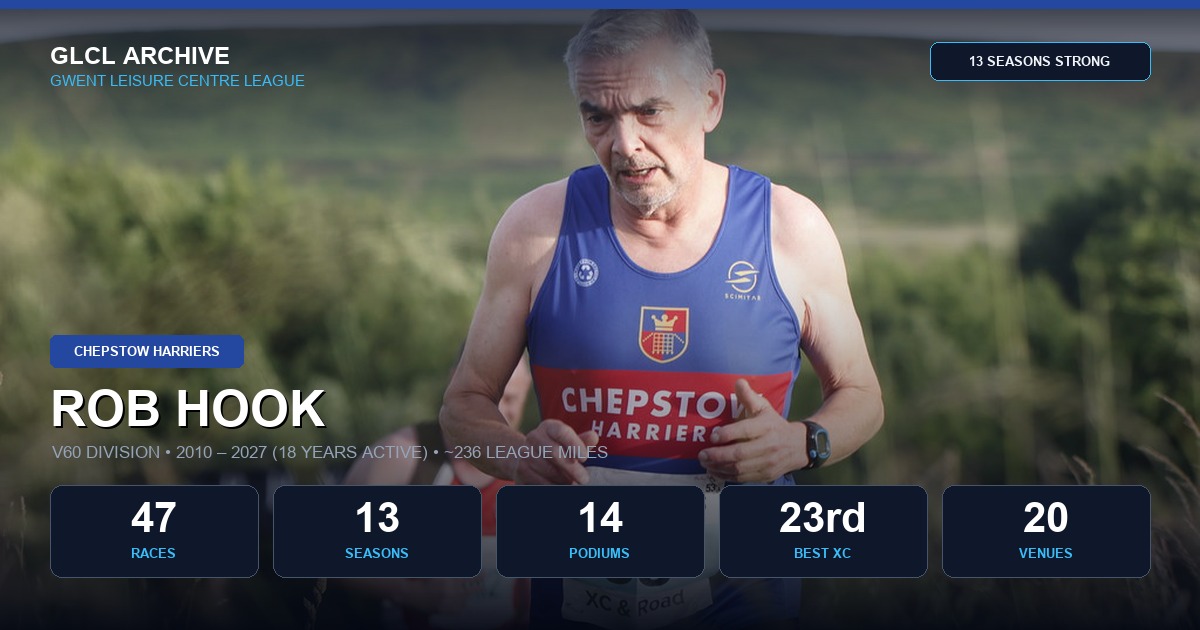 GLCL ARCHIVE
GWENT LEISURE CENTRE LEAGUE
13 SEASONS STRONG
SCIMITAR
CHEPSTOW
HARRIERS
CHEPSTOW HARRIERS
ROB HOOK
V60 DIVISION • 2010 – 2027 (18 YEARS ACTIVE) • ~236 LEAGUE MILES
47
RACES
13
SEASONS
14
PODIUMS
23rd
BEST XC
20
VENUES
XC & Road